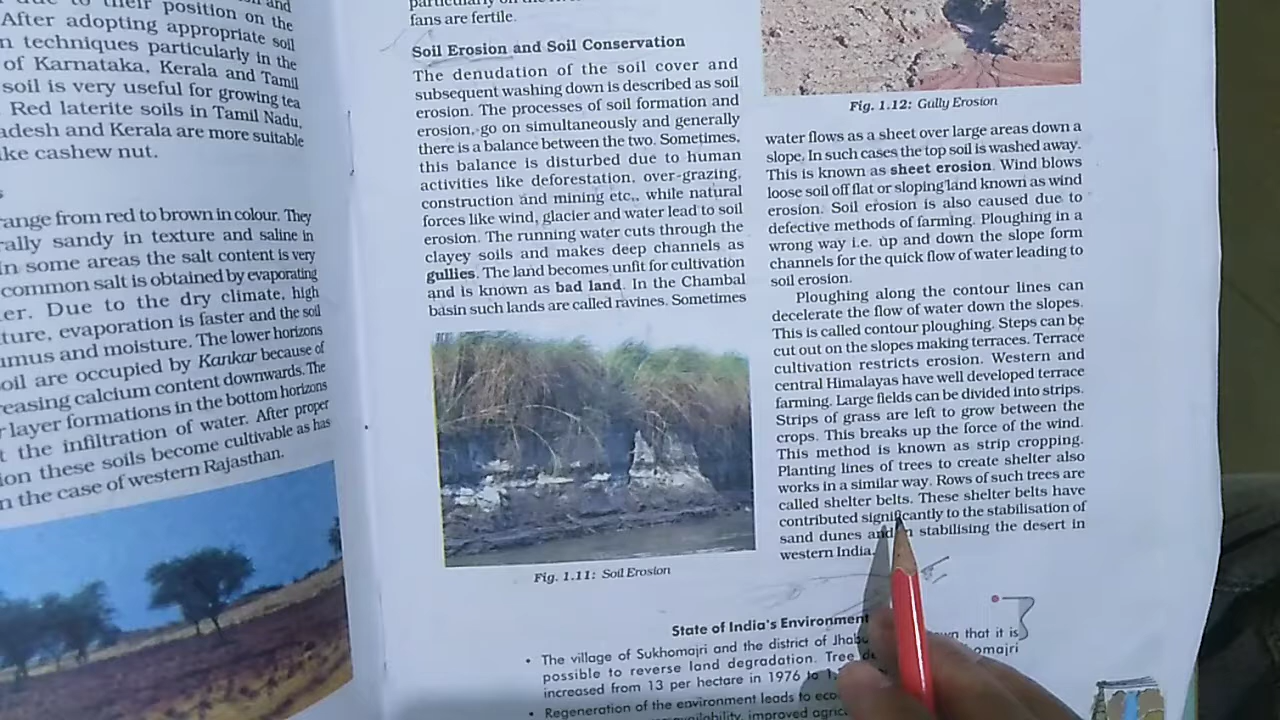 their position on the
After adopting appropriate soil
techniques particularly in the
of Karnataka, Kerala and Tamil
soil is very useful for growing tea
Red laterite soils in Tamil Nadu,
and Kerala are more suitable
cashew nut.
range from red to brown in colour. They
sandy in texture and saline in
In some areas the salt content is very
common salt is obtained by evaporating
Due to the dry climate, high
evaporation is faster and the soil
and moisture. The lower horizons
are occupied by Kankar because of
calcium content downwards. The
layer formations in the bottom horizons
the infiltration of water. After proper
these soils become cultivable as has
in the case of western Rajasthan.
fans are fertile.
Soil Erosion and Soil Conservation
The denudation of the soil cover and
subsequent washing down is described as soil
erosion. The processes of soil formation and
erosion, go on simultaneously and generally
there is a balance between the two. Sometimes,
this balance is disturbed due to human
activities like deforestation, over-grazing,
construction and mining etc., while natural
forces like wind, glacier and water lead to soil
erosion. The running water cuts through the
clayey soils and makes deep channels as
gullies. The land becomes unfit for cultivation
and is known as bad land. In the Chambal
basin such lands are called ravines. Sometimes
Fig. 1.11: Soil Erosion
Fig. 1.12: Gully Erosion
water flows as a sheet over large areas down a
slope. In such cases the top soil is washed away.
This is known as sheet erosion. Wind blows
loose soil off flat or sloping land known as wind
erosion. Soil erosion is also caused due to
defective methods of farming. Ploughing in a
wrong way i.e. up and down the slope form
channels for the quick flow of water leading to
soil erosion.
Ploughing along the contour lines can
decelerate the flow of water down the slopes.
This is called contour ploughing. Steps can be
cut out on the slopes making terraces. Terrace
cultivation restricts erosion. Western and
central Himalayas have well developed terrace
farming. Large fields can be divided into strips.
Strips of grass are left to grow between the
crops. This breaks up the force of the wind.
This method is known as strip cropping.
Planting lines of trees to create shelter also
works in a similar way. Rows of such trees are
called shelter belts. These shelter belts have
contributed significantly to the stabilisation of
sand dunes and in stabilising the desert in
western India.
State of India's Environment
• The village of Sukhomajri and the district of that it is
possible to reverse land degradation. Tree
increased from 13 per hectare in 1976 to
• Regeneration of the environment leads to
improved